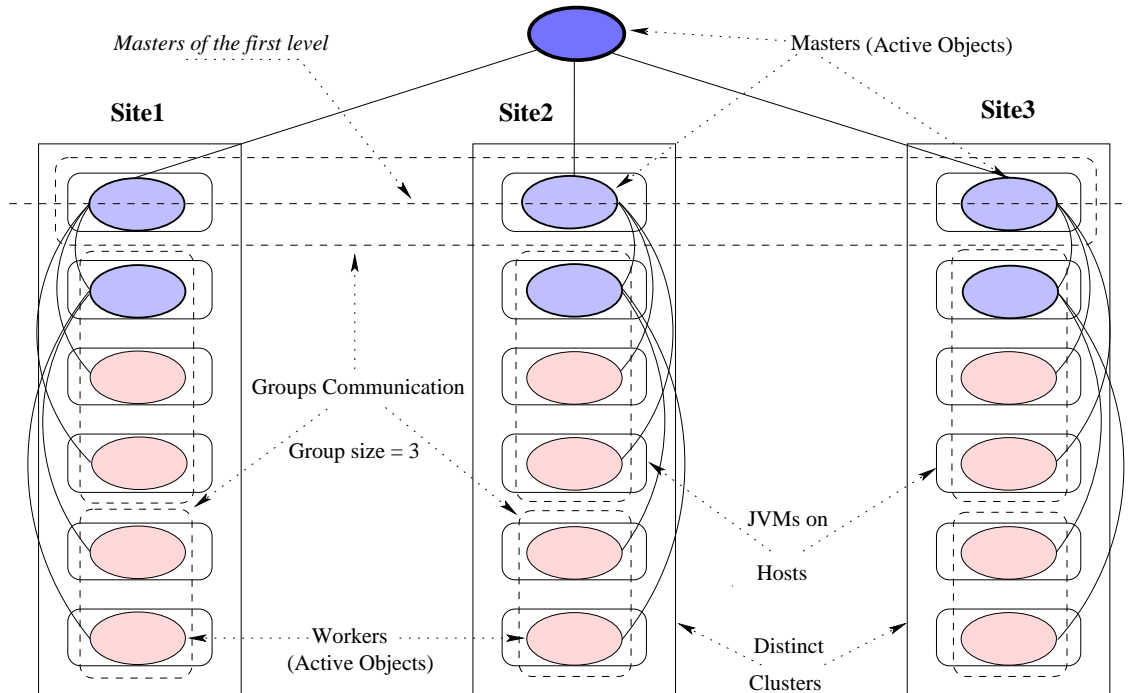 Masters of the first level
Masters (Active Objects)
Site1
Site2
Site3
Groups Communication
Group size = 3
JVMs on
Hosts
Workers
(Active Objects)
Distinct
Clusters